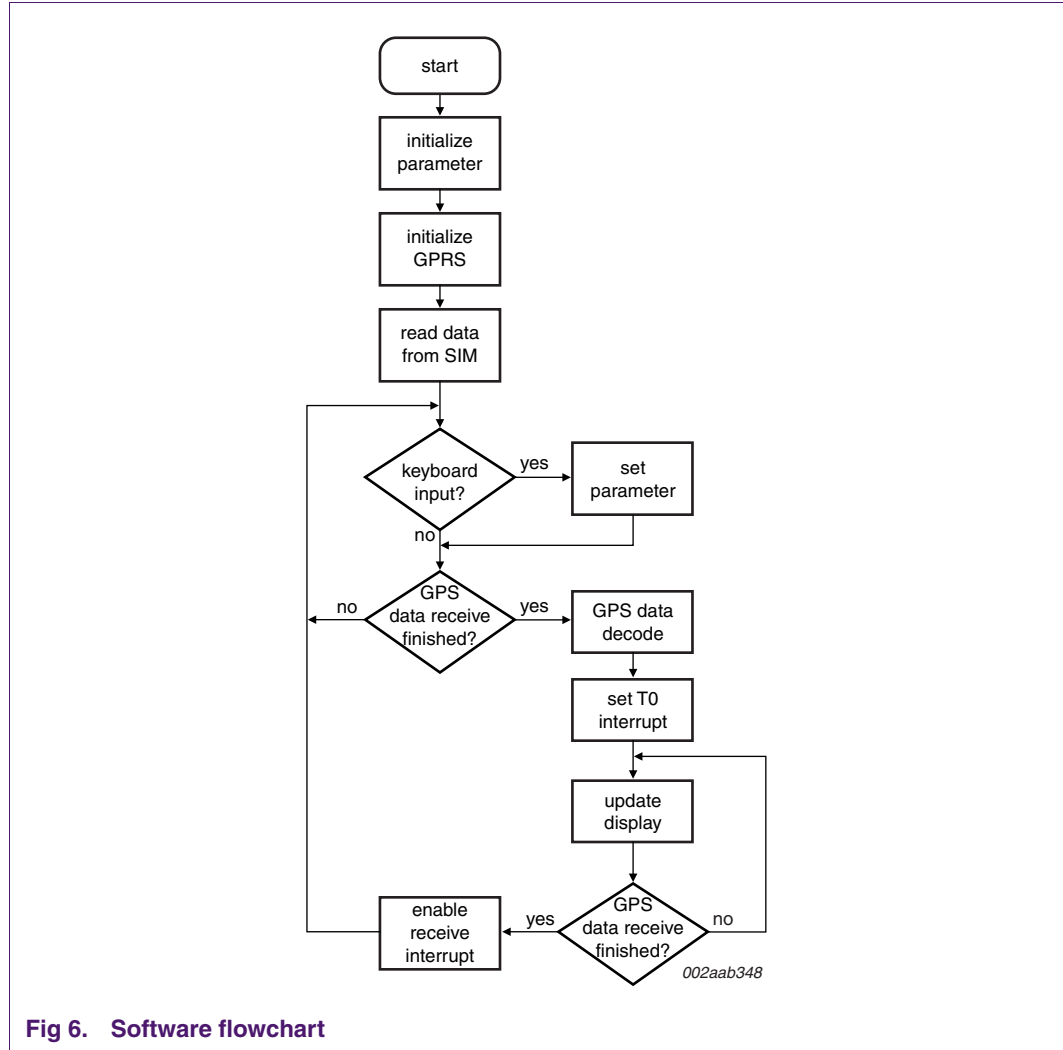 start
initialize
parameter
initialize
GPRS
read data
from SIM
keyboard
input?
yes
set
parameter
no
GPS
data receive
finished?
no
yes
GPS data
decode
set T0
interrupt
update
display
GPS
data receive
finished?
no
yes
enable
receive
interrupt
002aab348
Fig 6. Software flowchart